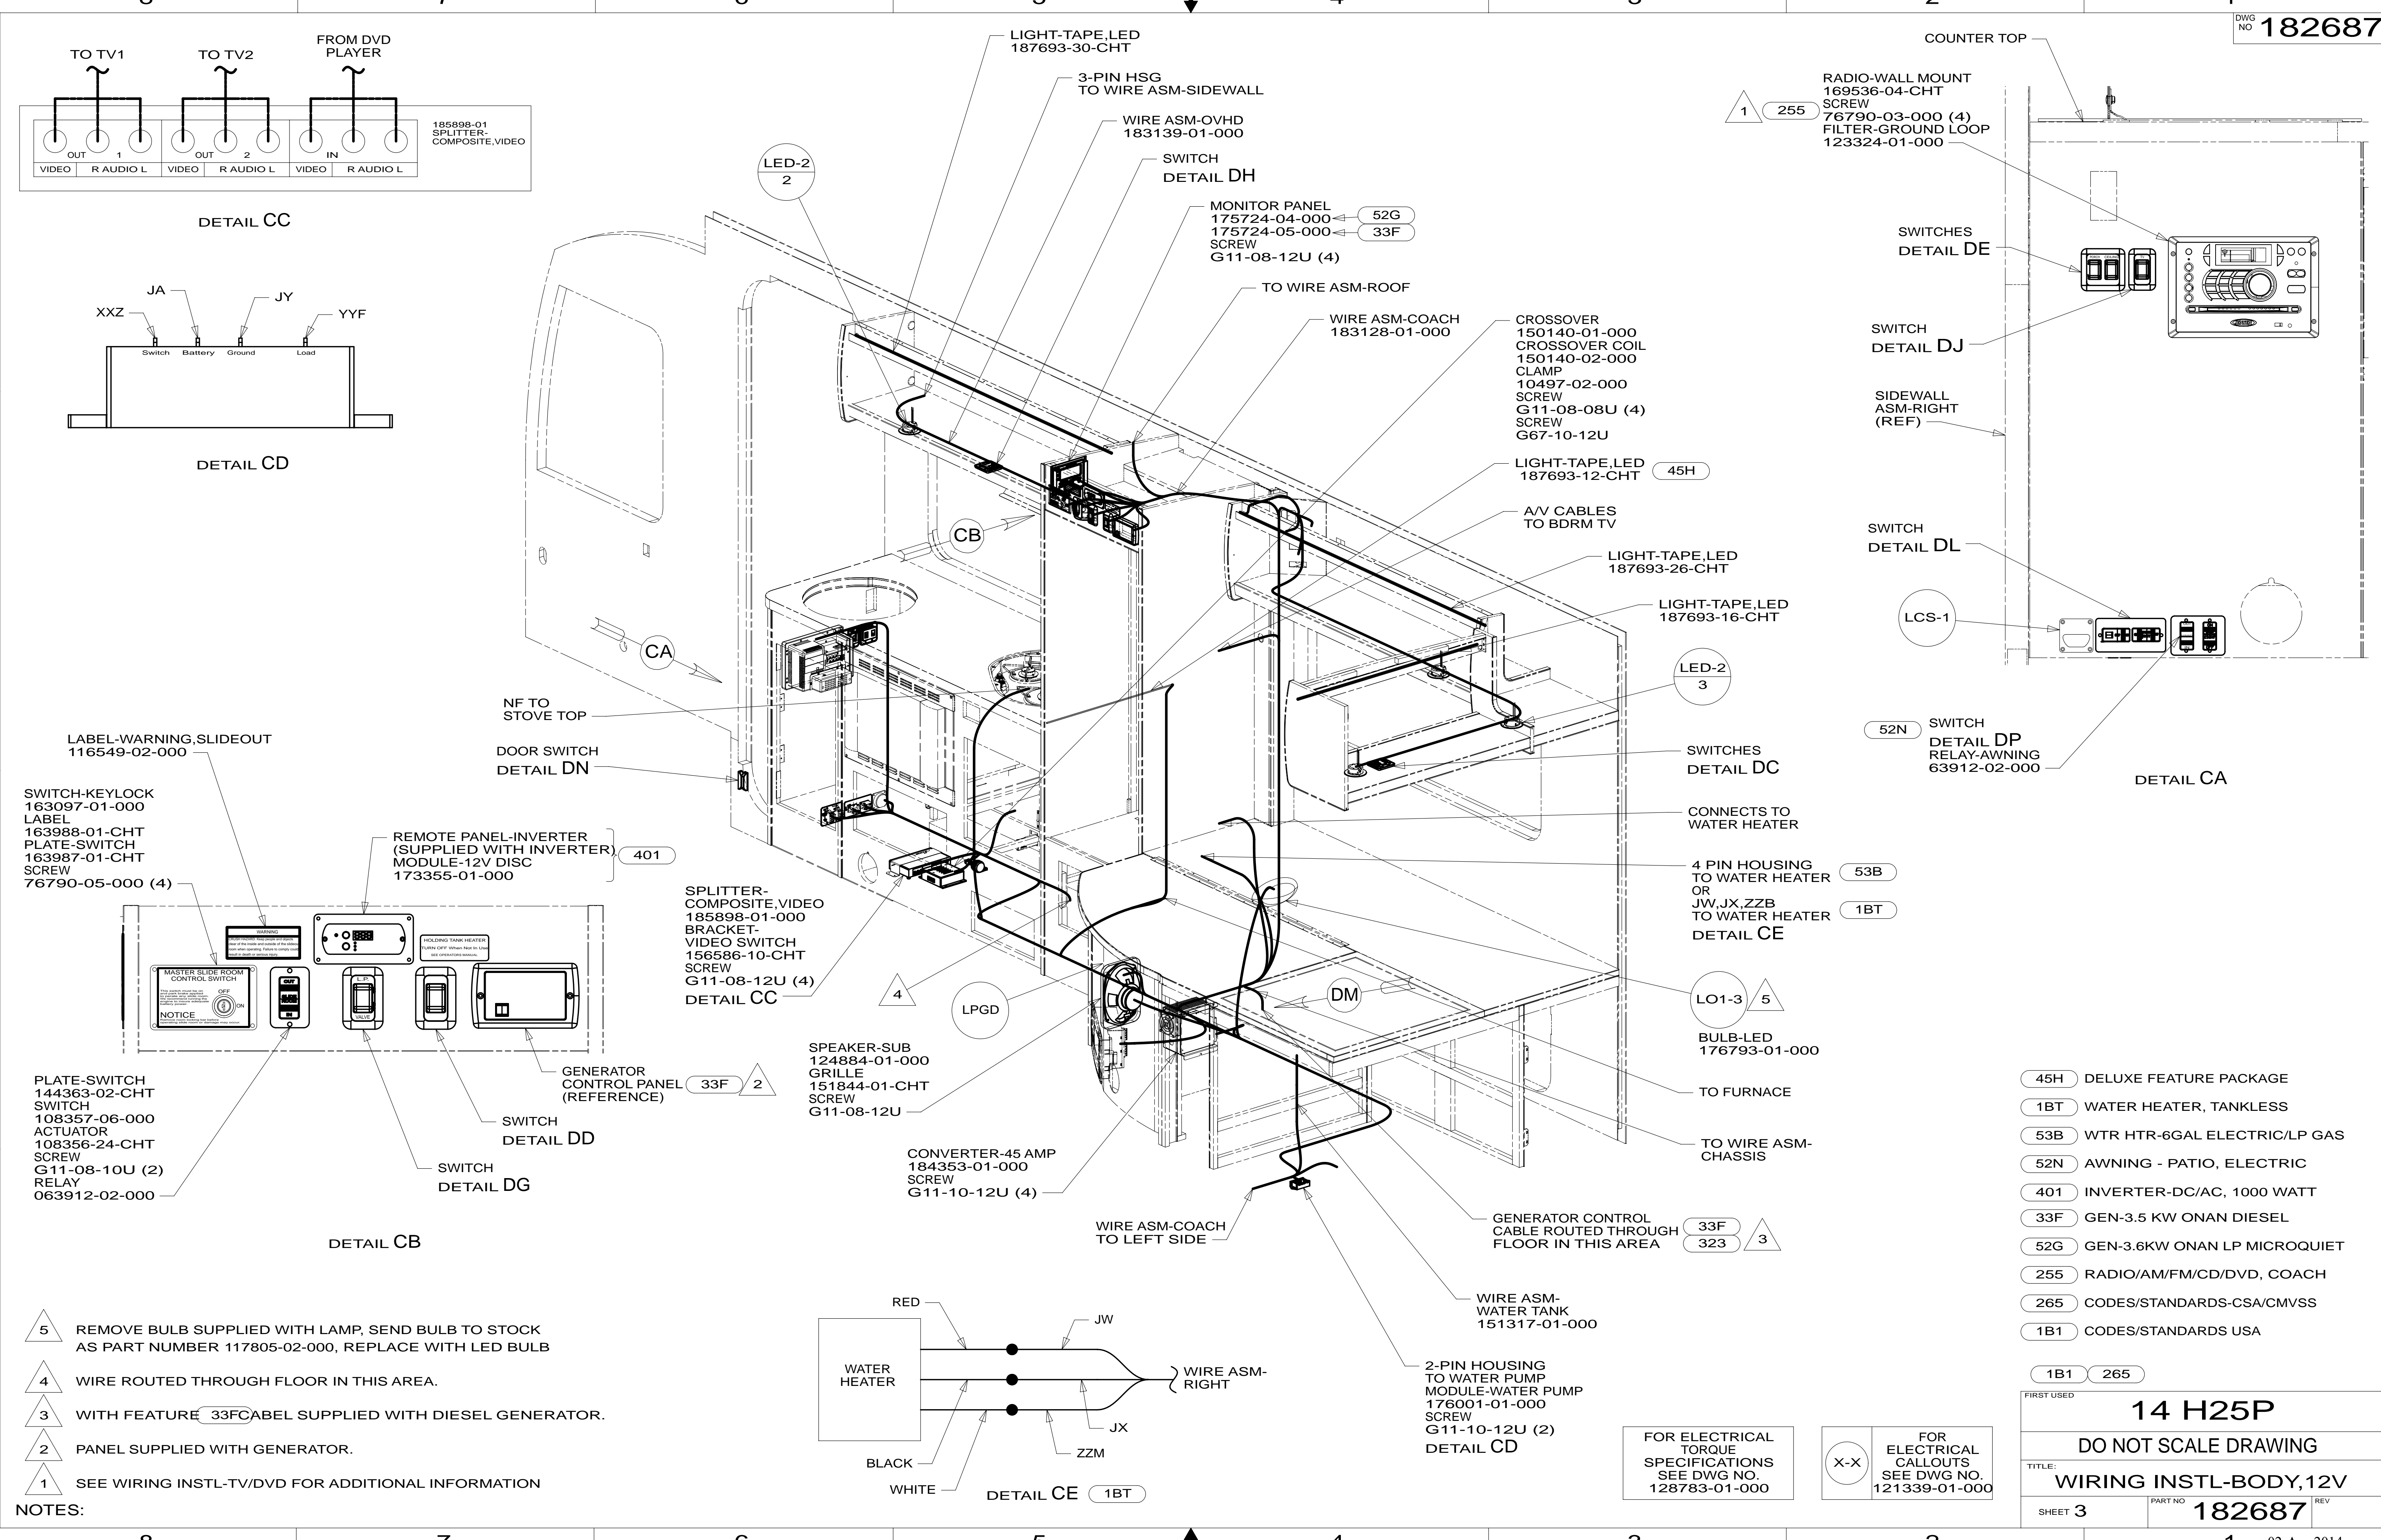 DWG NO 182687
TO TV1
TO TV2
FROM DVD
PLAYER
OUT 1
OUT 2
IN
VIDEO R AUDIO L VIDEO R AUDIO L VIDEO R AUDIO L
185898-01
SPLITTER-
COMPOSITE,VIDEO
DETAIL CC
XXZ
JA
JY
YYF
Switch Battery Ground Load
DETAIL CD
LIGHT-TAPE,LED
187693-30-CHT
3-PIN HSG
TO WIRE ASM-SIDEWALL
WIRE ASM-OVHD
183139-01-000
SWITCH
DETAIL DH
LED-2
2
MONITOR PANEL
175724-04-000 52G
175724-05-000 33F
SCREW
G11-08-12U (4)
TO WIRE ASM-ROOF
WIRE ASM-COACH
183128-01-000
CROSSOVER
150140-01-000
CROSSOVER COIL
150140-02-000
CLAMP
10497-02-000
SCREW
G11-08-08U (4)
SCREW
G67-10-12U
LIGHT-TAPE,LED
187693-12-CHT 45H
A/V CABLES
TO BDRM TV
LIGHT-TAPE,LED
187693-26-CHT
LIGHT-TAPE,LED
187693-16-CHT
LED-2
3
SWITCHES
DETAIL DC
CONNECTS TO
WATER HEATER
4 PIN HOUSING
TO WATER HEATER 53B
OR
JW,JX,ZZB
TO WATER HEATER 1BT
DETAIL CE
LO1-3 5
BULB-LED
176793-01-000
TO FURNACE
TO WIRE ASM-
CHASSIS
GENERATOR CONTROL
CABLE ROUTED THROUGH
FLOOR IN THIS AREA
33F
323
3
WIRE ASM-
WATER TANK
151317-01-000
2-PIN HOUSING
TO WATER PUMP
MODULE-WATER PUMP
176001-01-000
SCREW
G11-10-12U (2)
DETAIL CD
CB
CA
DM
NF TO
STOVE TOP
DOOR SWITCH
DETAIL DN
SPLITTER-
COMPOSITE,VIDEO
185898-01-000
BRACKET-
VIDEO SWITCH
156586-10-CHT
SCREW
G11-08-12U (4)
DETAIL CC
4
LPGD
SPEAKER-SUB
124884-01-000
GRILLE
151844-01-CHT
SCREW
G11-08-12U
CONVERTER-45 AMP
184353-01-000
SCREW
G11-10-12U (4)
WIRE ASM-COACH
TO LEFT SIDE
LABEL-WARNING,SLIDEOUT
116549-02-000
SWITCH-KEYLOCK
163097-01-000
LABEL
163988-01-CHT
PLATE-SWITCH
163987-01-CHT
SCREW
76790-05-000 (4)
REMOTE PANEL-INVERTER
(SUPPLIED WITH INVERTER)
MODULE-12V DISC
173355-01-000
401
WARNING
HOLDING TANK HEATER
TURN OFF When Not In Use
SEE OPERATORS MANUAL
MASTER SLIDE ROOM
CONTROL SWITCH
OFF
ON
NOTICE
OUT
IN
L.P.
VALVE
PLATE-SWITCH
144363-02-CHT
SWITCH
108357-06-000
ACTUATOR
108356-24-CHT
SCREW
G11-08-10U (2)
RELAY
063912-02-000
GENERATOR
CONTROL PANEL 33F 2
(REFERENCE)
SWITCH
DETAIL DD
SWITCH
DETAIL DG
DETAIL CB
COUNTER TOP
RADIO-WALL MOUNT
169536-04-CHT
SCREW
76790-03-000 (4)
FILTER-GROUND LOOP
123324-01-000
1 255
SWITCHES
DETAIL DE
SWITCH
DETAIL DJ
SIDEWALL
ASM-RIGHT
(REF)
SWITCH
DETAIL DL
LCS-1
52N SWITCH
DETAIL DP
RELAY-AWNING
63912-02-000
DETAIL CA
45H DELUXE FEATURE PACKAGE
1BT WATER HEATER, TANKLESS
53B WTR HTR-6GAL ELECTRIC/LP GAS
52N AWNING - PATIO, ELECTRIC
401 INVERTER-DC/AC, 1000 WATT
33F GEN-3.5 KW ONAN DIESEL
52G GEN-3.6KW ONAN LP MICROQUIET
255 RADIO/AM/FM/CD/DVD, COACH
265 CODES/STANDARDS-CSA/CMVSS
1B1 CODES/STANDARDS USA
1B1 265
5 REMOVE BULB SUPPLIED WITH LAMP, SEND BULB TO STOCK
AS PART NUMBER 117805-02-000, REPLACE WITH LED BULB
4 WIRE ROUTED THROUGH FLOOR IN THIS AREA.
3 WITH FEATURE 33F CABEL SUPPLIED WITH DIESEL GENERATOR.
2 PANEL SUPPLIED WITH GENERATOR.
1 SEE WIRING INSTL-TV/DVD FOR ADDITIONAL INFORMATION
NOTES:
WATER
HEATER
RED
BLACK
WHITE
JW
JX
ZZM
WIRE ASM-
RIGHT
DETAIL CE 1BT
FOR ELECTRICAL
TORQUE
SPECIFICATIONS
SEE DWG NO.
128783-01-000
X-X
FOR
ELECTRICAL
CALLOUTS
SEE DWG NO.
121339-01-000
FIRST USED
14 H25P
DO NOT SCALE DRAWING
TITLE:
WIRING INSTL-BODY,12V
SHEET 3 PART NO 182687 REV